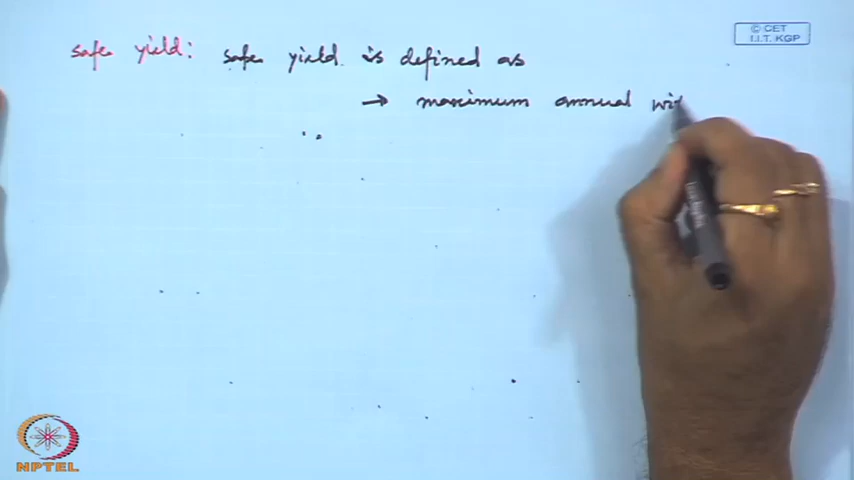 © CET
I.I.T. KGP
safe yield: safe yield is defined as
→ maximum annual
NPTEL